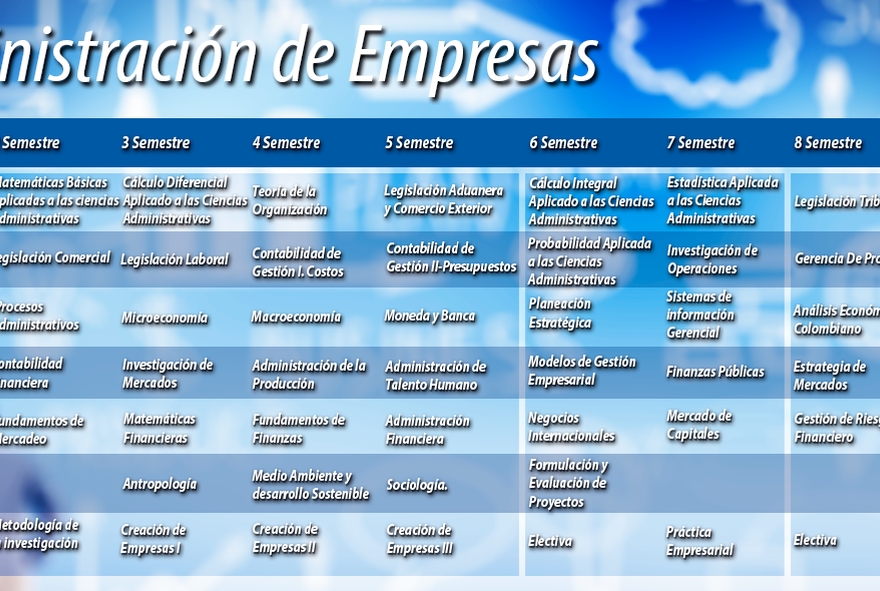 nistración de Empresas
Semestre
3 Semestre
4 Semestre
5 Semestre
6 Semestre
7 Semestre
8 Semestre
atemáticas Básicas
plicadas a las ciencias
dministrativas
Cálculo Diferencial
Aplicado a las Ciencias
Administrativas
Teoría de la
Organización
Legislación Aduanera
y Comercio Exterior
Cálculo Integral
Aplicado a las Ciencias
Administrativas
Estadística Aplicada
a las Ciencias
Administrativas
Legislación Trib
egislación Comercial
Legislación Laboral
Contabilidad de
Gestión I. Costos
Contabilidad de
Gestión II-Presupuestos
Probabilidad Aplicada
a las Ciencias
Administrativas
Investigación de
Operaciones
Gerencia De Pro
Procesos
dministrativos
Microeconomía
Macroeconomía
Moneda y Banca
Planeación
Estratégica
Sistemas de
información
Gerencial
Análisis Económ
Colombiano
ontabilidad
nanciera
Investigación de
Mercados
Administración de la
Producción
Administración de
Talento Humano
Modelos de Gestión
Empresarial
Finanzas Públicas
Estrategia de
Mercados
undamentos de
Mercadeo
Matemáticas
Financieras
Fundamentos de
Finanzas
Administración
Financiera
Negocios
Internacionales
Mercado de
Capitales
Gestión de Ries
Financiero
Antropología
Medio Ambiente y
desarrollo Sostenible
Sociología.
Formulación y
Evaluación de
Proyectos
Metodología de
investigación
Creación de
Empresas I
Creación de
Empresas II
Creación de
Empresas III
Electiva
Práctica
Empresarial
Electiva